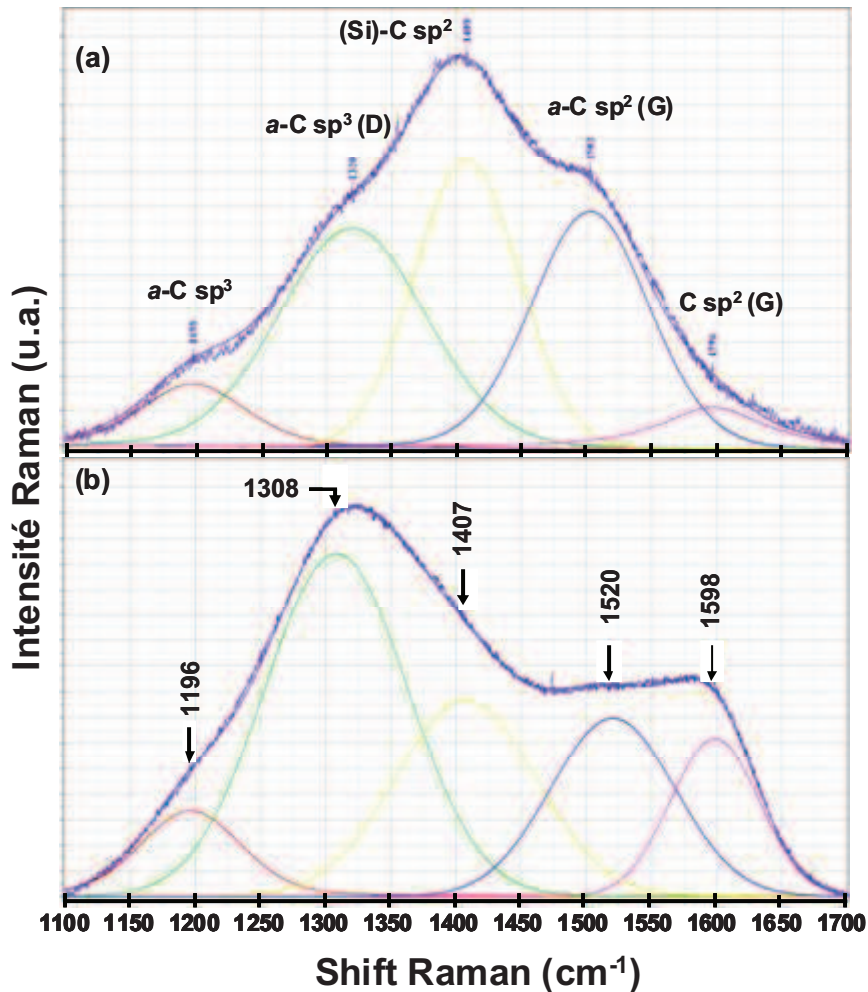 (a)
(Si)-C sp²
a-C sp³ (D)
a-C sp² (G)
a-C sp³
C sp² (G)
(b)
1308
1407
1520
1598
1196
1100 1150 1200 1250 1300 1350 1400 1450 1500 1550 1600 1650 1700
Shift Raman (cm⁻¹)
Intensité Raman (u.a.)